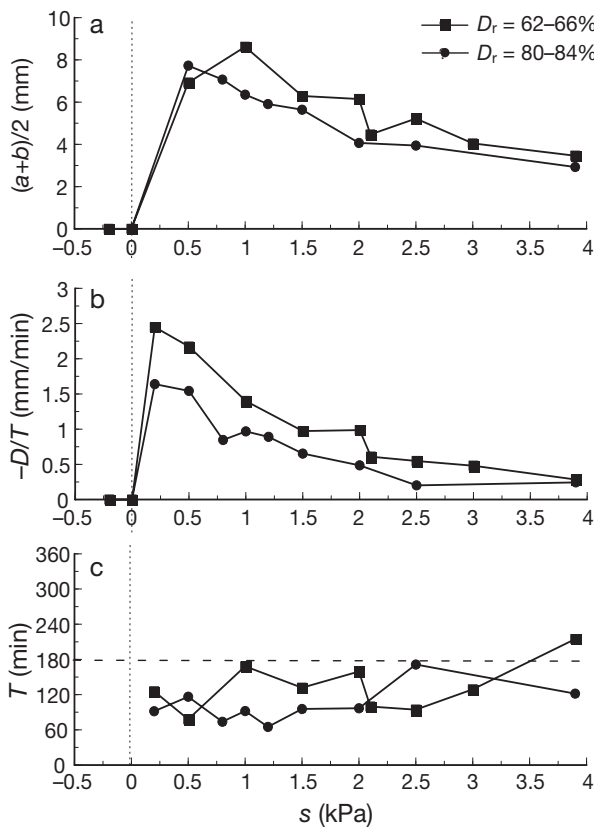 a
D_r = 62–66%
D_r = 80–84%
(a+b)/2 (mm)
10
8
6
4
2
0
–0.5 0 0.5 1 1.5 2 2.5 3 3.5 4
b
–D/T (mm/min)
3
2.5
2
1.5
1
0.5
0
–0.5 0 0.5 1 1.5 2 2.5 3 3.5 4
c
T (min)
360
300
240
180
120
60
0
–0.5 0 0.5 1 1.5 2 2.5 3 3.5 4
s (kPa)